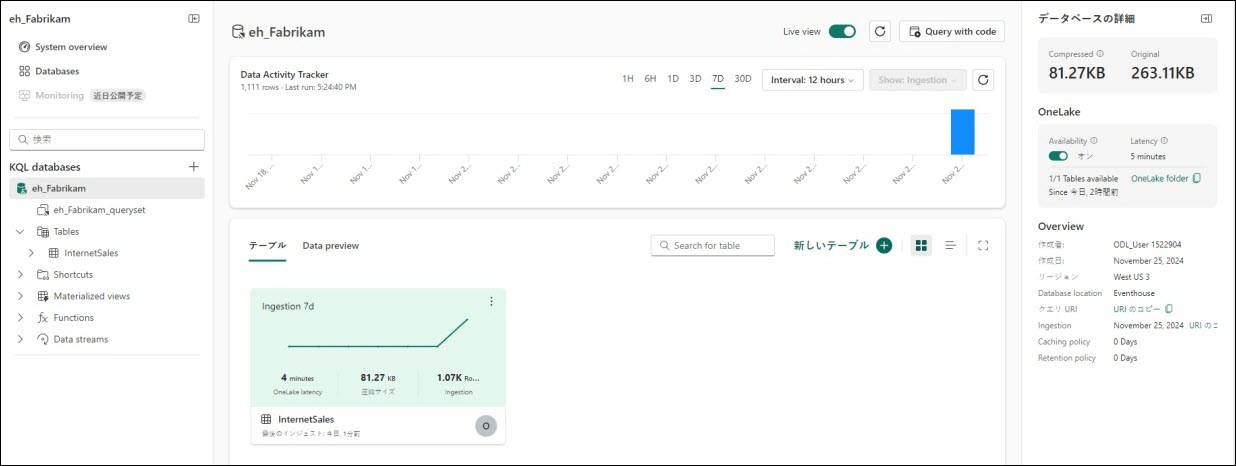 eh_Fabrikam
System overview
Databases
Monitoring 近日公開予定
検索
KQL databases
eh_Fabrikam
eh_Fabrikam_queryset
Tables
InternetSales
Shortcuts
Materialized views
Functions
Data streams
eh_Fabrikam
Live view
Query with code
Data Activity Tracker
1,111 rows · Last run: 5:24:40 PM
1H 6H 1D 3D 7D 30D
Interval: 12 hours
Show: Ingestion
Nov 18, ... Nov 1... Nov 1... Nov 1... Nov 2... Nov 2... Nov 2... Nov 2... Nov 2... Nov 2... Nov 2... Nov 2... Nov 2... Nov 2... Nov 2...
テーブル Data preview
Search for table
新しいテーブル
Ingestion 7d
4 minutes 81.27 KB 1.07K Ro...
OneLake latency 圧縮サイズ Ingestion
InternetSales
最後のインジェスト: 今日, 1分前
O
データベースの詳細
Compressed Original
81.27KB 263.11KB
OneLake
Availability Latency
オン 5 minutes
1/1 Tables available OneLake folder
Since 今日, 2時間前
Overview
作成者: ODL_User 1522904
作成日: November 25, 2024
リージョン West US 3
Database location Eventhouse
クエリ URI URI のコピー
Ingestion November 25, 2024 URI のコ
Caching policy 0 Days
Retention policy 0 Days